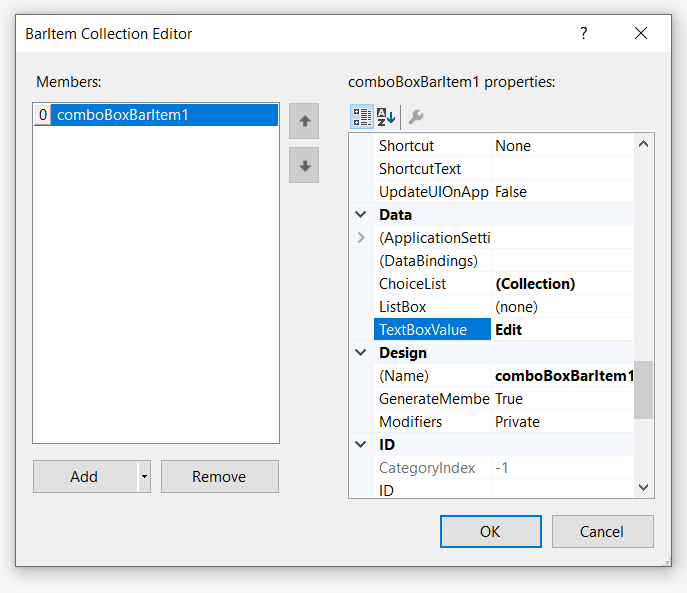 BarItem Collection Editor ?
Members:
0 comboBoxBarItem1
Add
Remove
comboBoxBarItem1 properties:
Shortcut None
ShortcutText
UpdateUIOnApp False
Data
(ApplicationSetti
(DataBindings)
ChoiceList (Collection)
ListBox (none)
TextBoxValue Edit
Design
(Name) comboBoxBarItem1
GenerateMembe True
Modifiers Private
ID
CategoryIndex -1
ID
OK
Cancel